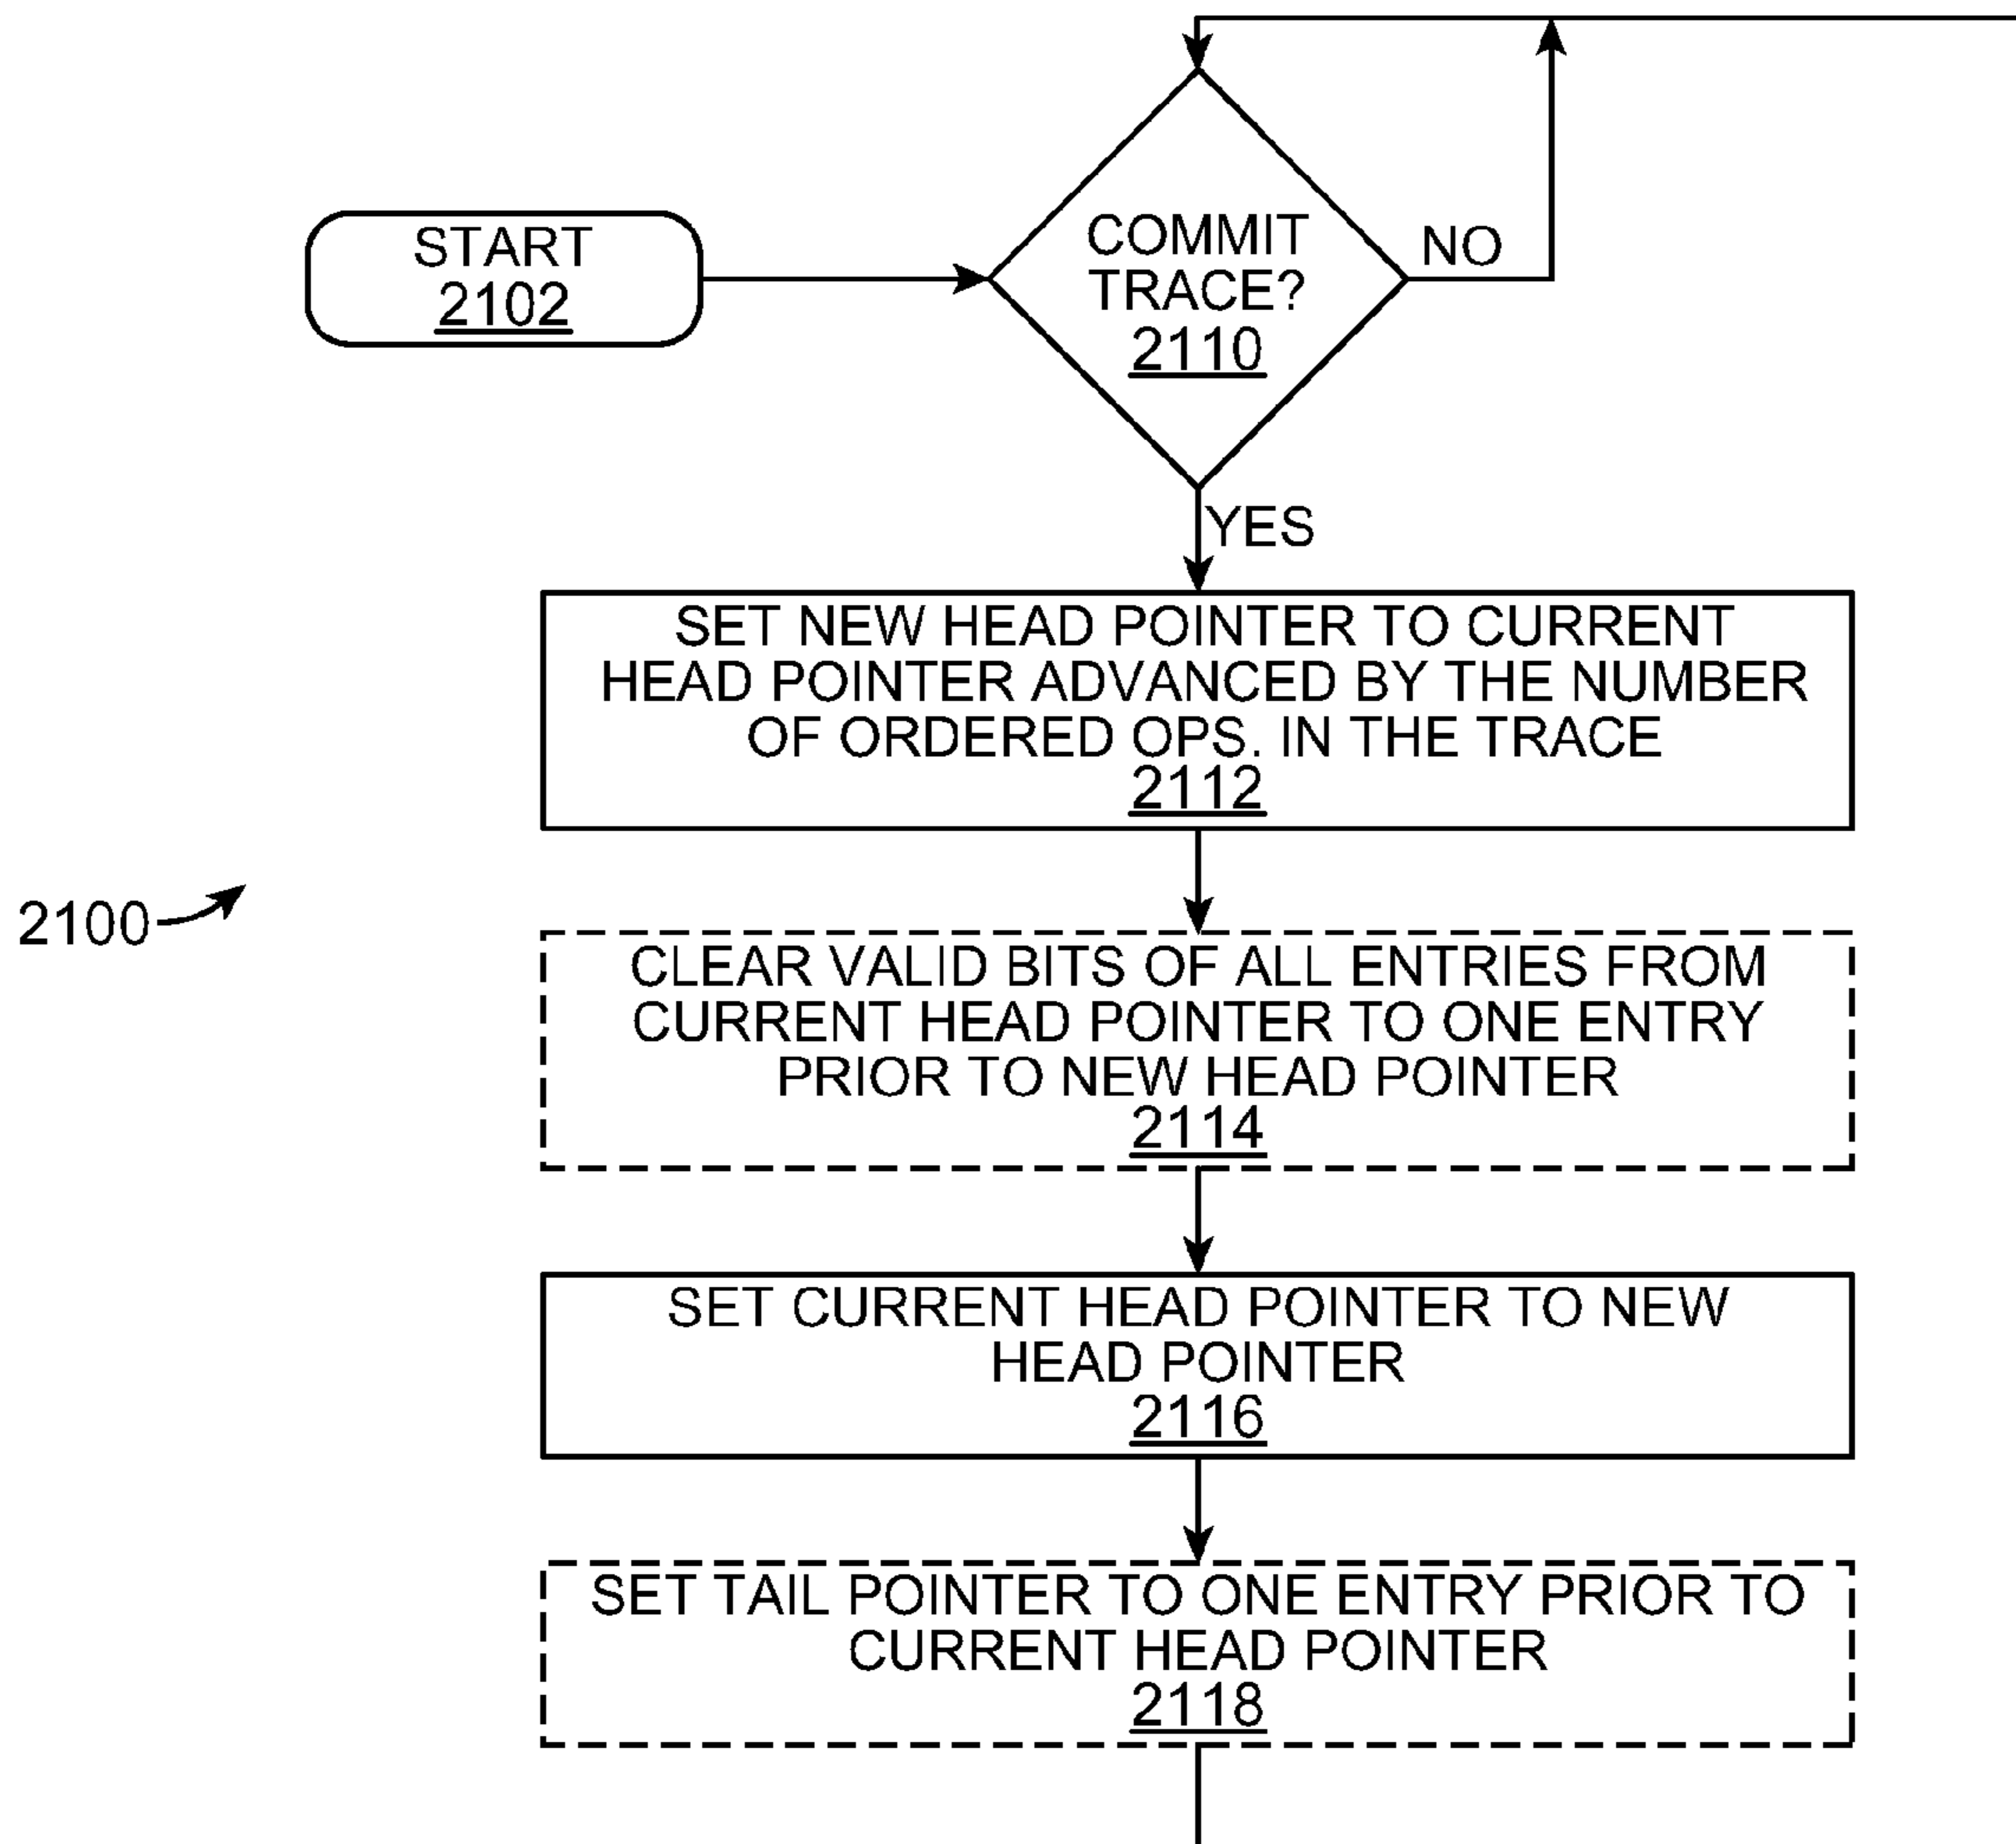 START
2102
COMMIT
TRACE?
2110
NO
YES
SET NEW HEAD POINTER TO CURRENT
HEAD POINTER ADVANCED BY THE NUMBER
OF ORDERED OPS. IN THE TRACE
2112
2100
CLEAR VALID BITS OF ALL ENTRIES FROM
CURRENT HEAD POINTER TO ONE ENTRY
PRIOR TO NEW HEAD POINTER
2114
SET CURRENT HEAD POINTER TO NEW
HEAD POINTER
2116
SET TAIL POINTER TO ONE ENTRY PRIOR TO
CURRENT HEAD POINTER
2118